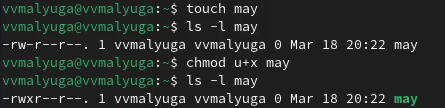 vvmalyuga@vvmalyuga:~$ touch may
vvmalyuga@vvmalyuga:~$ ls -l may
-rw-r--r--. 1 vvmalyuga vvmalyuga 0 Mar 18 20:22 may
vvmalyuga@vvmalyuga:~$ chmod u+x may
vvmalyuga@vvmalyuga:~$ ls -l may
-rwxr--r--. 1 vvmalyuga vvmalyuga 0 Mar 18 20:22 may